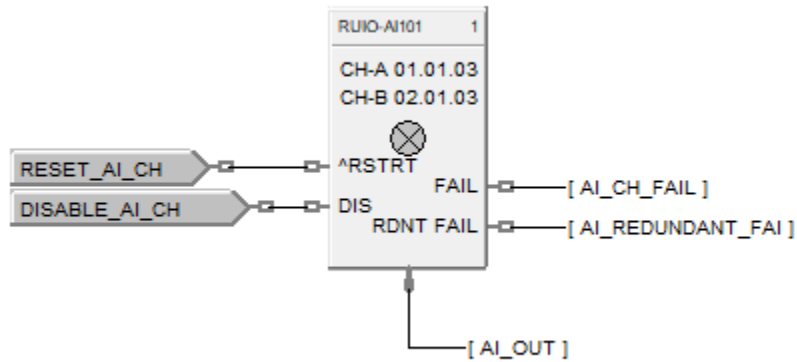 RUIO-AI101 1
CH-A 01.01.03
CH-B 02.01.03
RESET_AI_CH
^RSTRT
FAIL
[ AI_CH_FAIL ]
DISABLE_AI_CH
DIS
RDNT FAIL
[ AI_REDUNDANT_FAI ]
[ AI_OUT ]